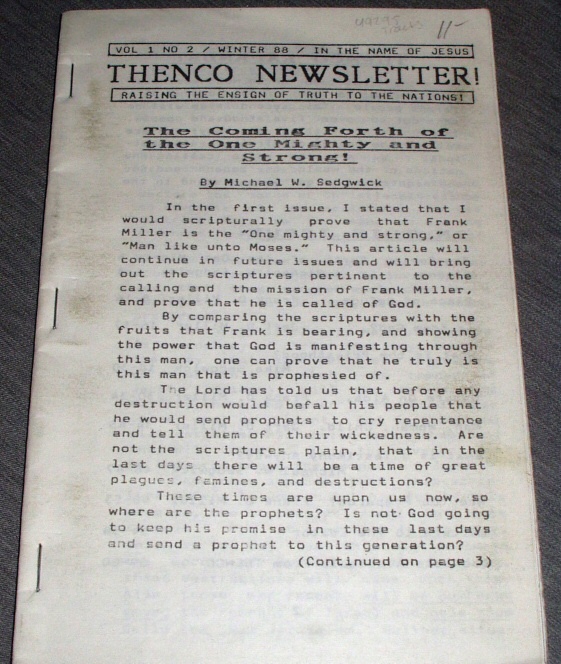 11-
VOL 1 NO 2 / WINTER 88 / IN THE NAME OF JESUS
THENCO NEWSLETTER!
RAISING THE ENSIGN OF TRUTH TO THE NATIONS!
The Coming Forth of
the One Mighty and
Strong!
By Michael W. Sedgwick
In the first issue, I stated that I
would scripturally prove that Frank
Miller is the "One mighty and strong," or
"Man like unto Moses." This article will
continue in future issues and will bring
out the scriptures pertinent to the
calling and the mission of Frank Miller,
and prove that he is called of God.
By comparing the scriptures with the
fruits that Frank is bearing, and showing
the power that God is manifesting through
this man, one can prove that he truly is
this man that is prophesied of.
The Lord has told us that before any
destruction would befall his people that
he would send prophets to cry repentance
and tell them of their wickedness. Are
not the scriptures plain, that in the
last days there will be a time of great
plagues, famines, and destructions?
These times are upon us now, so
where are the prophets? Is not God going
to keep his promise in these last days
and send a prophet to this generation?
(Continued on page 3)